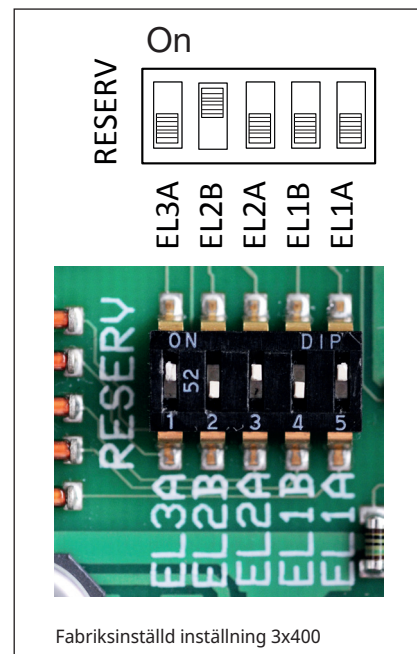 On
RESERV
EL3A
EL2B
EL2A
EL1B
EL1A
ON DIP
52
1 2 3 4 5
RESERV
EL3A
EL2B
EL2A
EL1B
EL1A
Fabriksinställd inställning 3x400